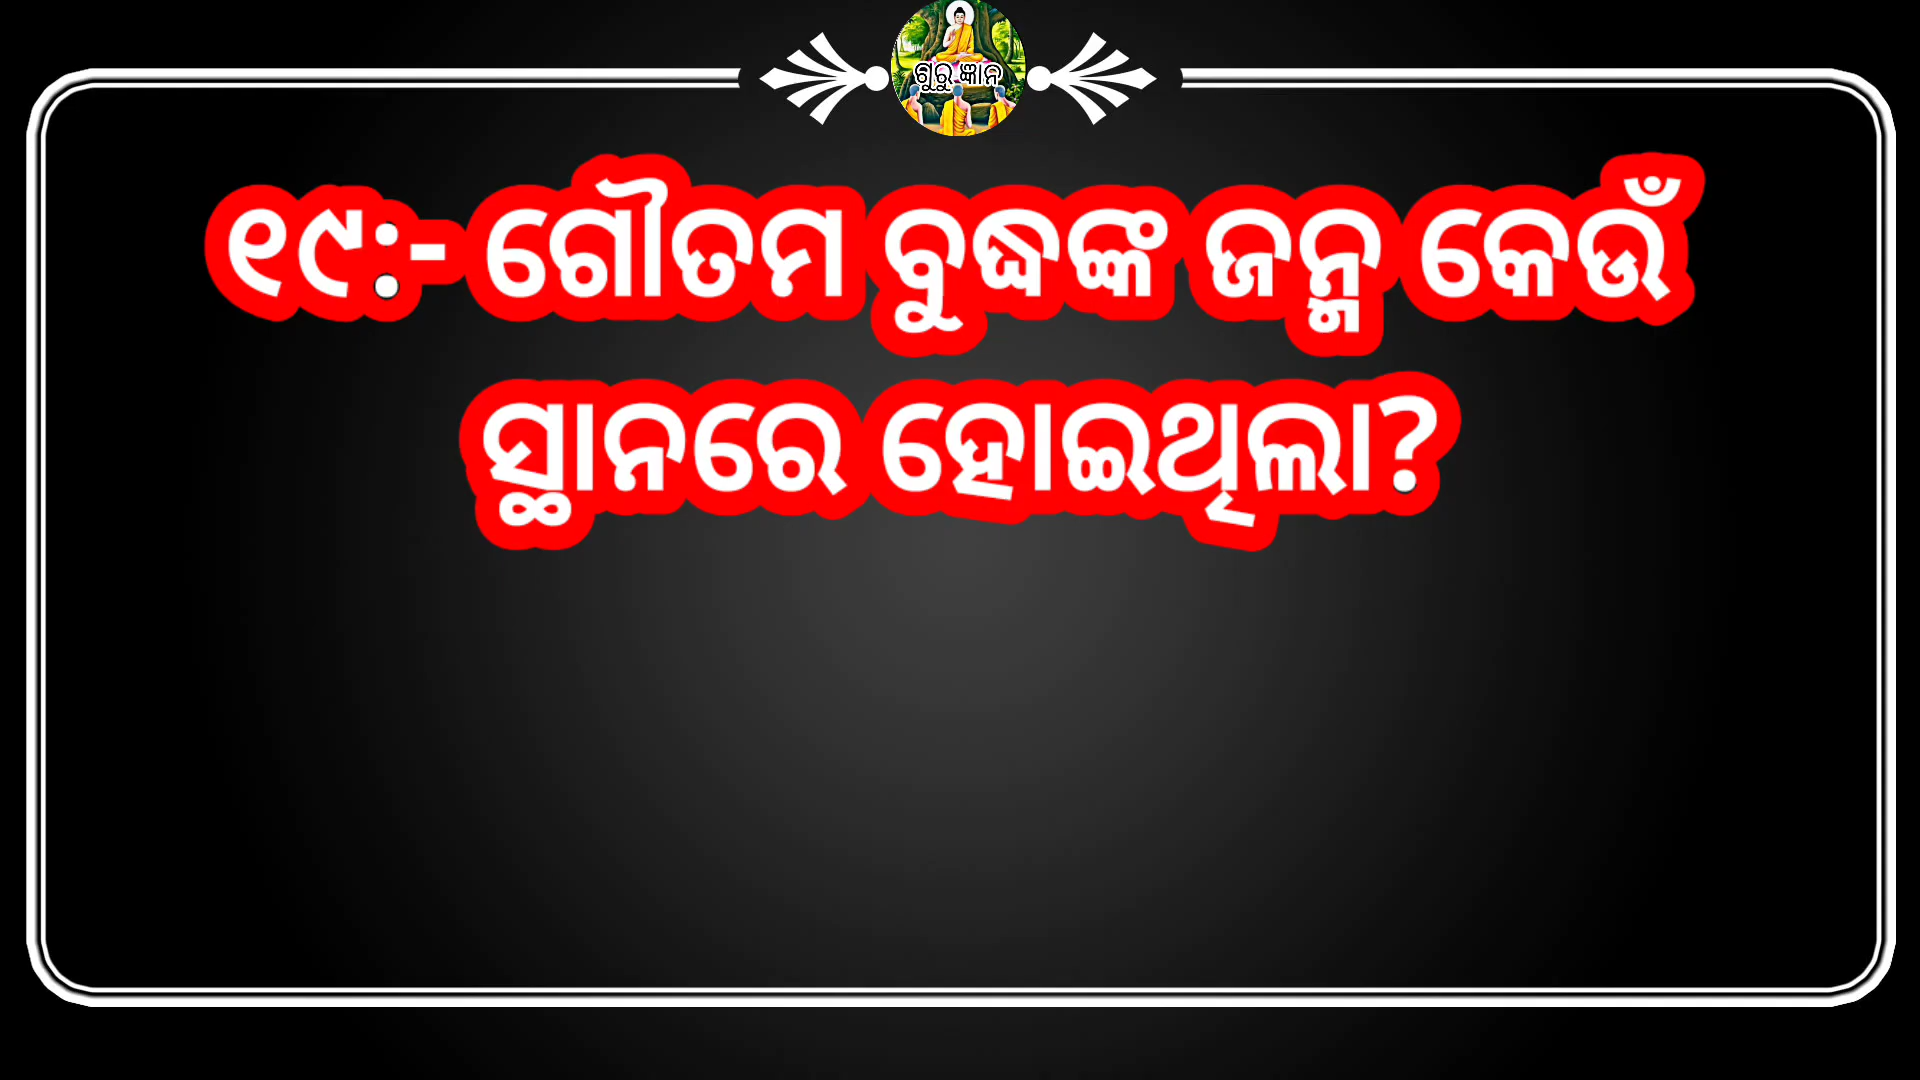 ଗୁରୁ ଜ୍ଞାନ
୧୯:- ଗୌତମ ବୁଦ୍ଧଙ୍କ ଜନ୍ମ କେଉଁ
ସ୍ଥାନରେ ହୋଇଥିଲା?